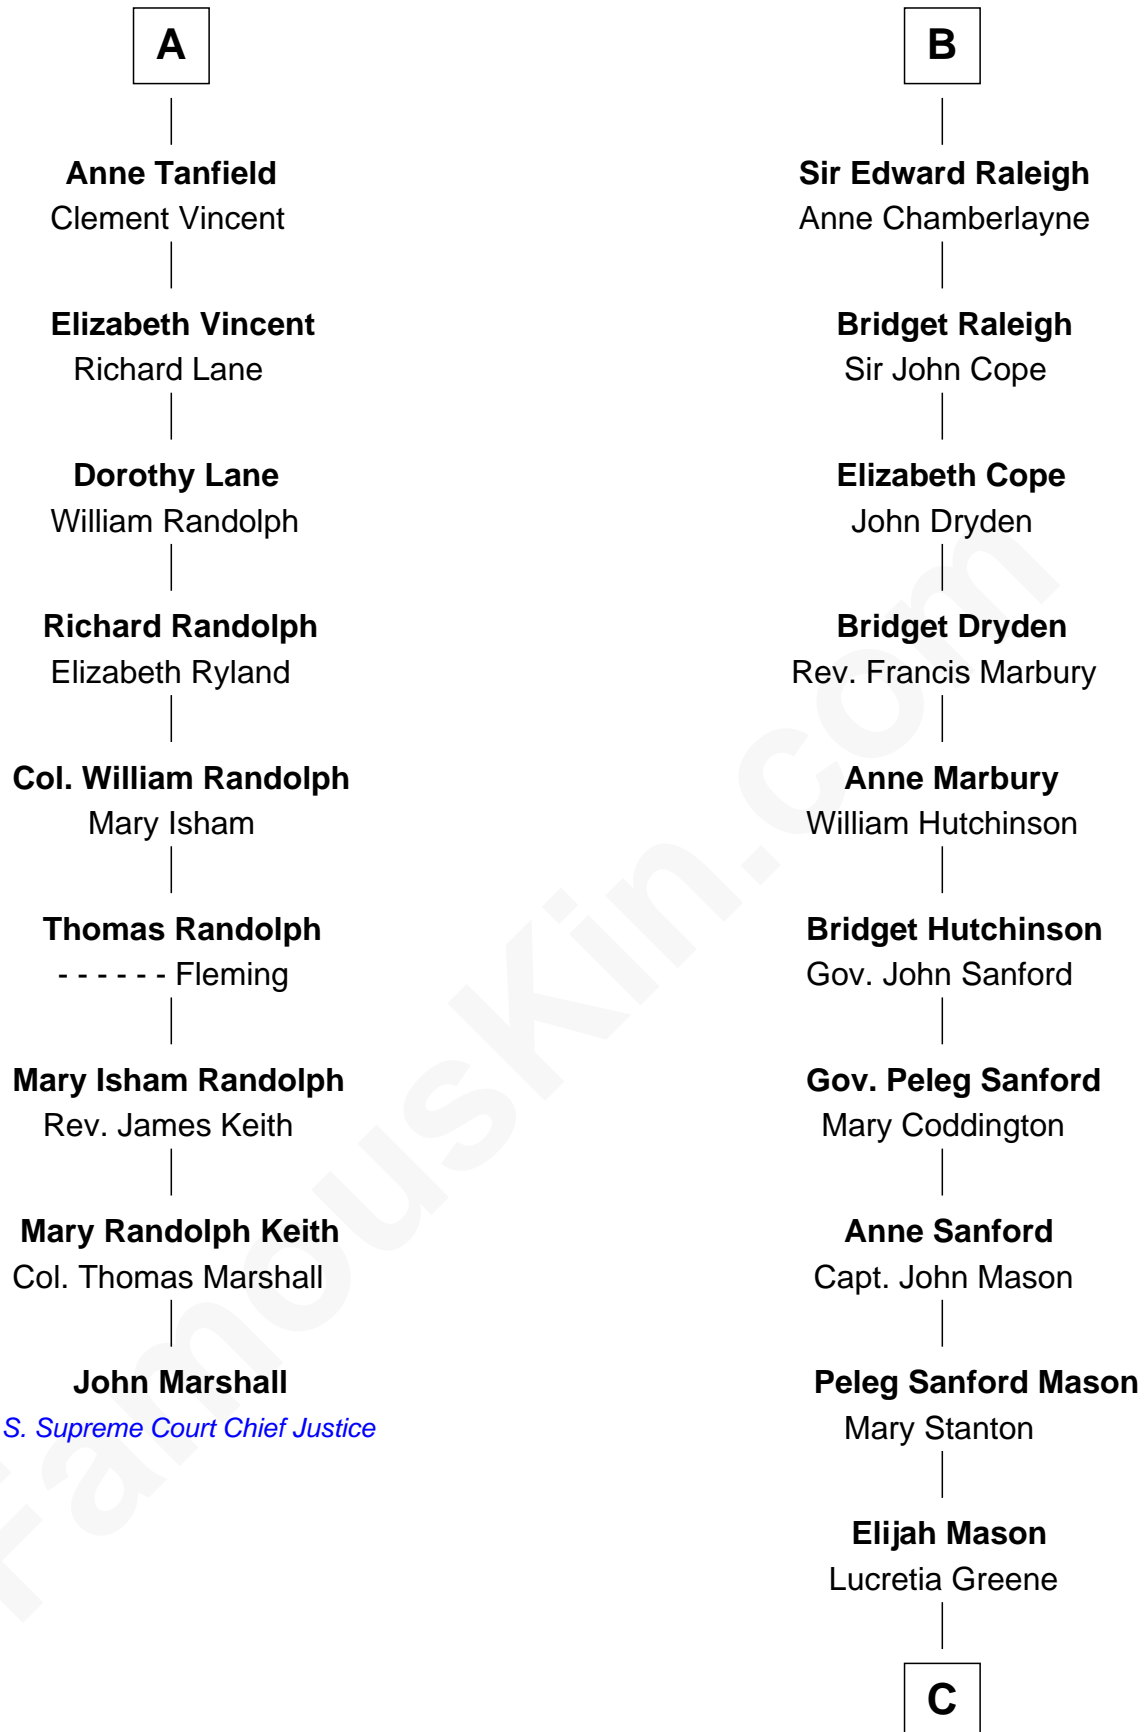 A
Anne Tanfield
Clement Vincent
Elizabeth Vincent
Richard Lane
Dorothy Lane
William Randolph
Richard Randolph
Elizabeth Ryland
Col. William Randolph
Mary Isham
Thomas Randolph
- - - - - - Fleming
Mary Isham Randolph
Rev. James Keith
Mary Randolph Keith
Col. Thomas Marshall
John Marshall
S. Supreme Court Chief Justice
B
Sir Edward Raleigh
Anne Chamberlayne
Bridget Raleigh
Sir John Cope
Elizabeth Cope
John Dryden
Bridget Dryden
Rev. Francis Marbury
Anne Marbury
William Hutchinson
Bridget Hutchinson
Gov. John Sanford
Gov. Peleg Sanford
Mary Coddington
Anne Sanford
Capt. John Mason
Peleg Sanford Mason
Mary Stanton
Elijah Mason
Lucretia Greene
C
FamousKin.com